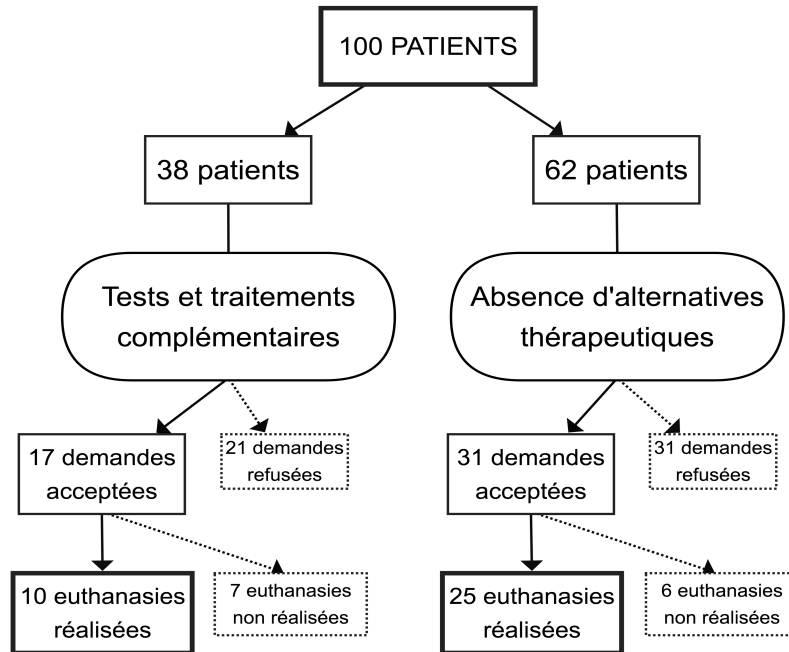 100 PATIENTS
38 patients
62 patients
Tests et traitements
complémentaires
Absence d'alternatives
thérapeutiques
17 demandes
acceptées
21 demandes
refusées
31 demandes
acceptées
31 demandes
refusées
10 euthanasies
réalisées
7 euthanasies
non réalisées
25 euthanasies
réalisées
6 euthanasies
non réalisées